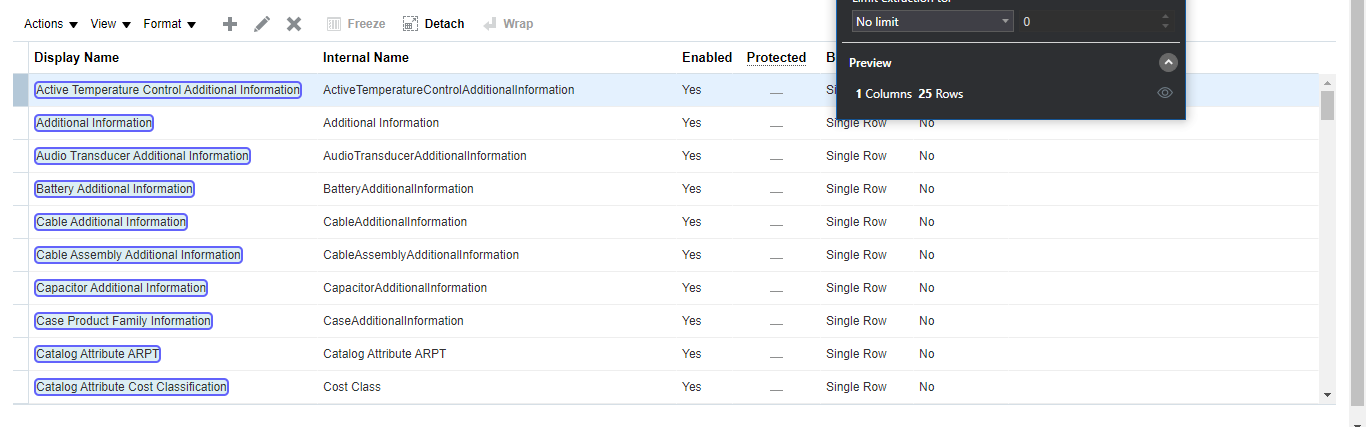 Limit extraction to:
Actions View Format Freeze Detach Wrap
No limit 0
Display Name Internal Name Enabled Protected
Preview
Active Temperature Control Additional Information ActiveTemperatureControlAdditionalInformation Yes
1 Columns 25 Rows
Additional Information Additional Information Yes Single Row No
Audio Transducer Additional Information AudioTransducerAdditionalInformation Yes Single Row No
Battery Additional Information BatteryAdditionalInformation Yes Single Row No
Cable Additional Information CableAdditionalInformation Yes Single Row No
Cable Assembly Additional Information CableAssemblyAdditionalInformation Yes Single Row No
Capacitor Additional Information CapacitorAdditionalInformation Yes Single Row No
Case Product Family Information CaseAdditionalInformation Yes Single Row No
Catalog Attribute ARPT Catalog Attribute ARPT Yes Single Row No
Catalog Attribute Cost Classification Cost Class Yes Single Row No